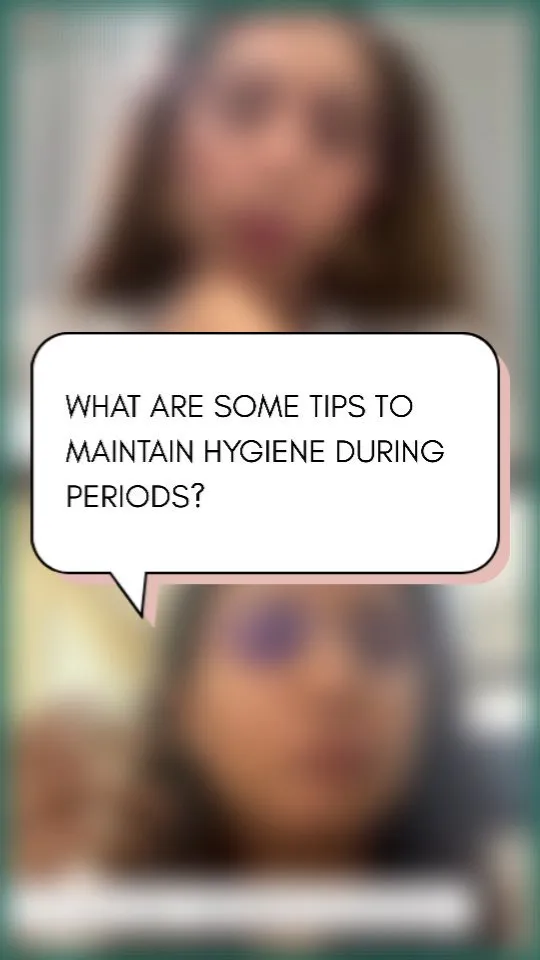 WHAT ARE SOME TIPS TO
MAINTAIN HYGIENE DURING
PERIODS?